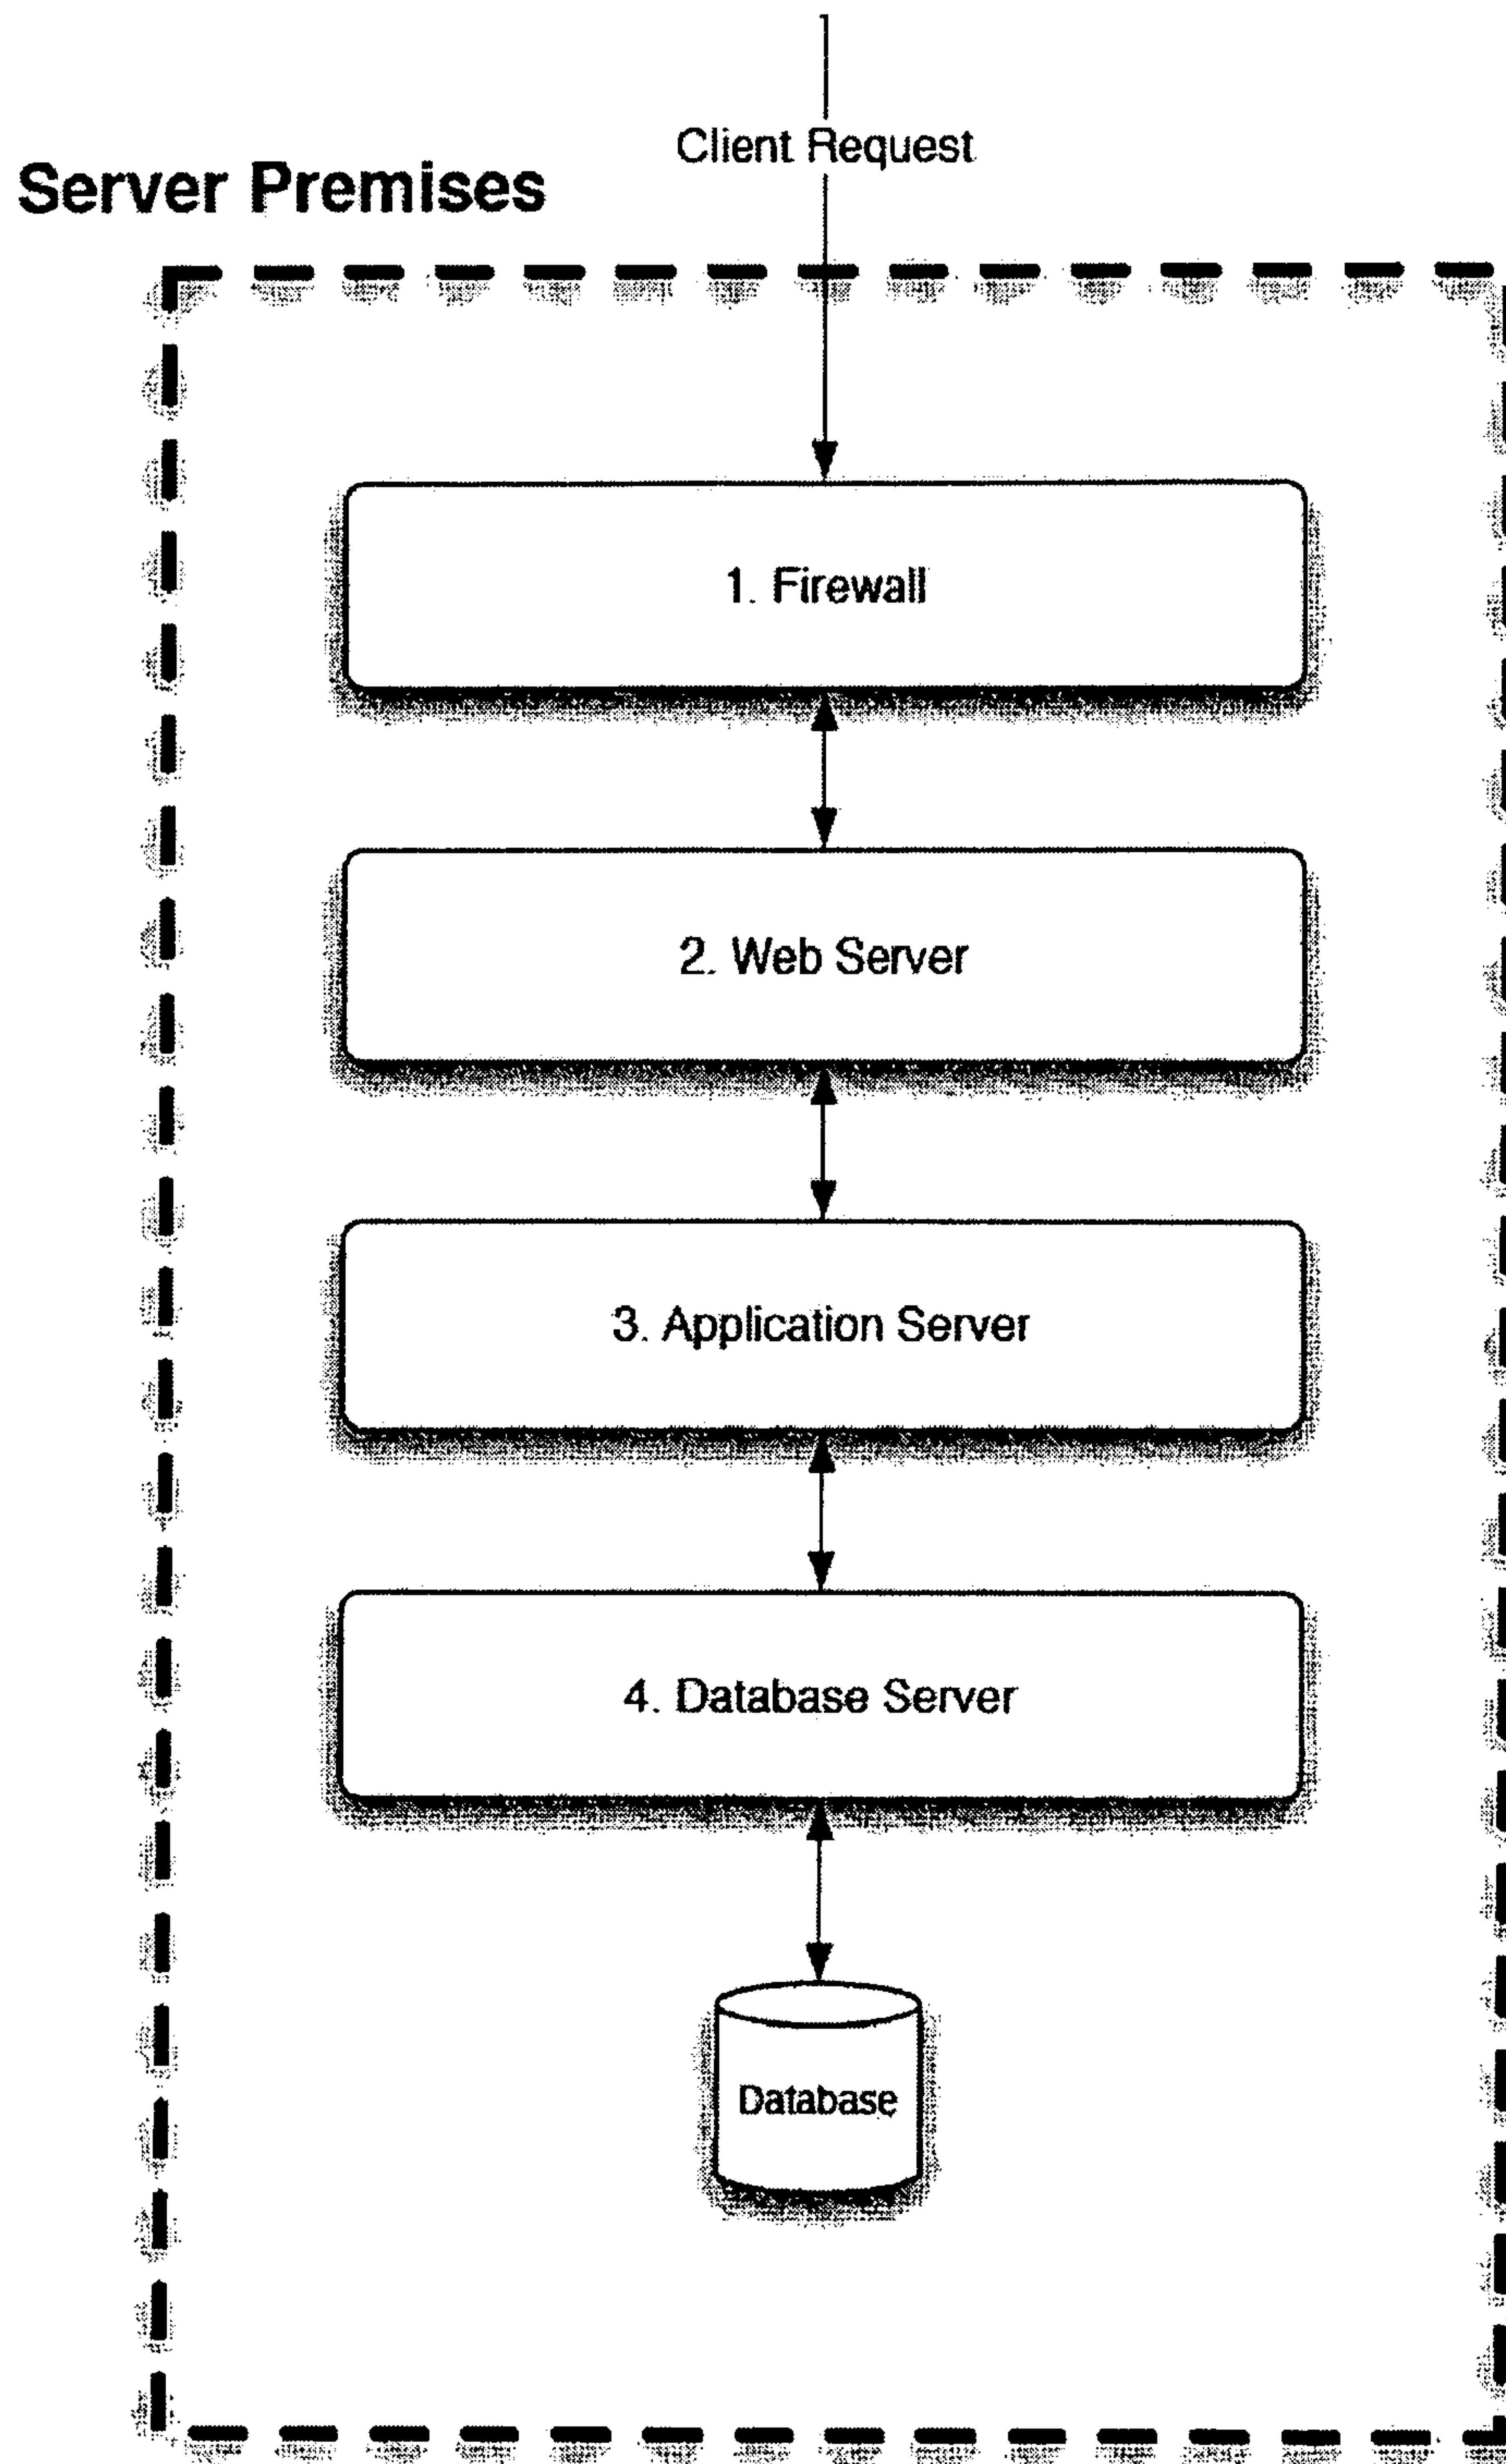 Client Request
Server Premises
1. Firewall
2. Web Server
3. Application Server
4. Database Server
Database